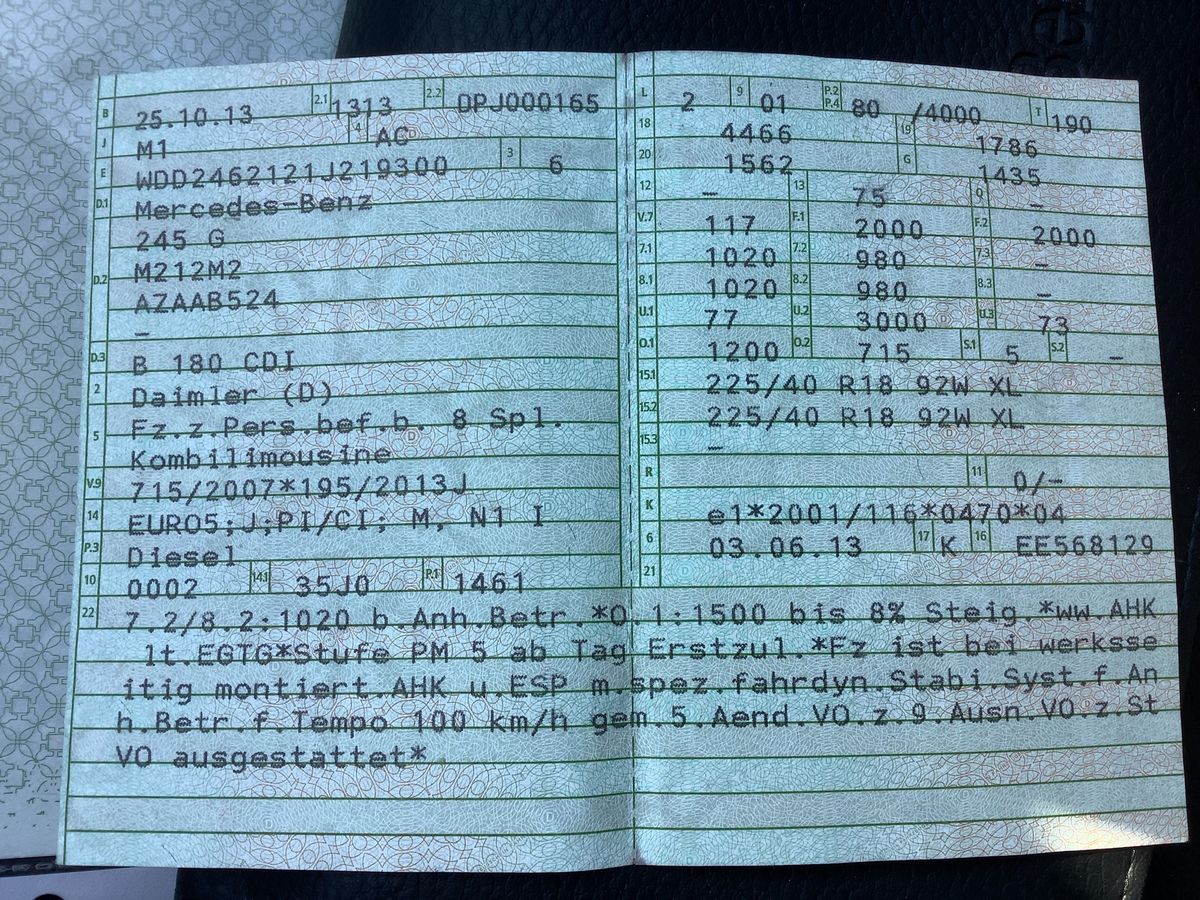 B 25.10.13 2.1 1313 2.2 OPJ000165
J M1 4 AC
E WDD2462121J219300 3 6
D.1 Mercedes-Benz
245 G
D.2 M212M2
AZAAB524
–
D.3 B 180 CDI
2 Daimler (D)
5 Fz.z.Pers.bef.b. 8 Spl.
Kombilimousine
V.9 715/2007*195/2013J
14 EURO5;J;PI/CI; M, N1 I
P.3 Diesel
10 0002 14.1 35J0 P.1 1461
L 2 9 01 P.2 P.4 80 /4000 T 190
18 4466 19 1786
20 1562 G 1435
12 – 13 75 Q –
V.7 117 F.1 2000 F.2 2000
7.1 1020 7.2 980 7.3 –
8.1 1020 8.2 980 8.3 –
U.1 77 U.2 3000 U.3 73
O.1 1200 O.2 715 S.1 5 S.2 –
15.1 225/40 R18 92W XL
15.2 225/40 R18 92W XL
15.3 –
R 11 0/–
K e1*2001/116*0470*04
6 03.06.13 17 K 16 EE568129
21
22 7.2/8.2:1020 b.Anh.Betr.*O.1:1500 bis 8% Steig.*ww.AHK
lt.EGTG*Stufe PM 5 ab Tag Erstzul.*Fz ist bei werksse
itig montiert.AHK u.ESP m.spez.fahrdyn.Stabi.Syst.f.An
h.Betr.f.Tempo 100 km/h gem.5.Aend.VO.z.9.Ausn.VO.z.St
VO ausgestattet*